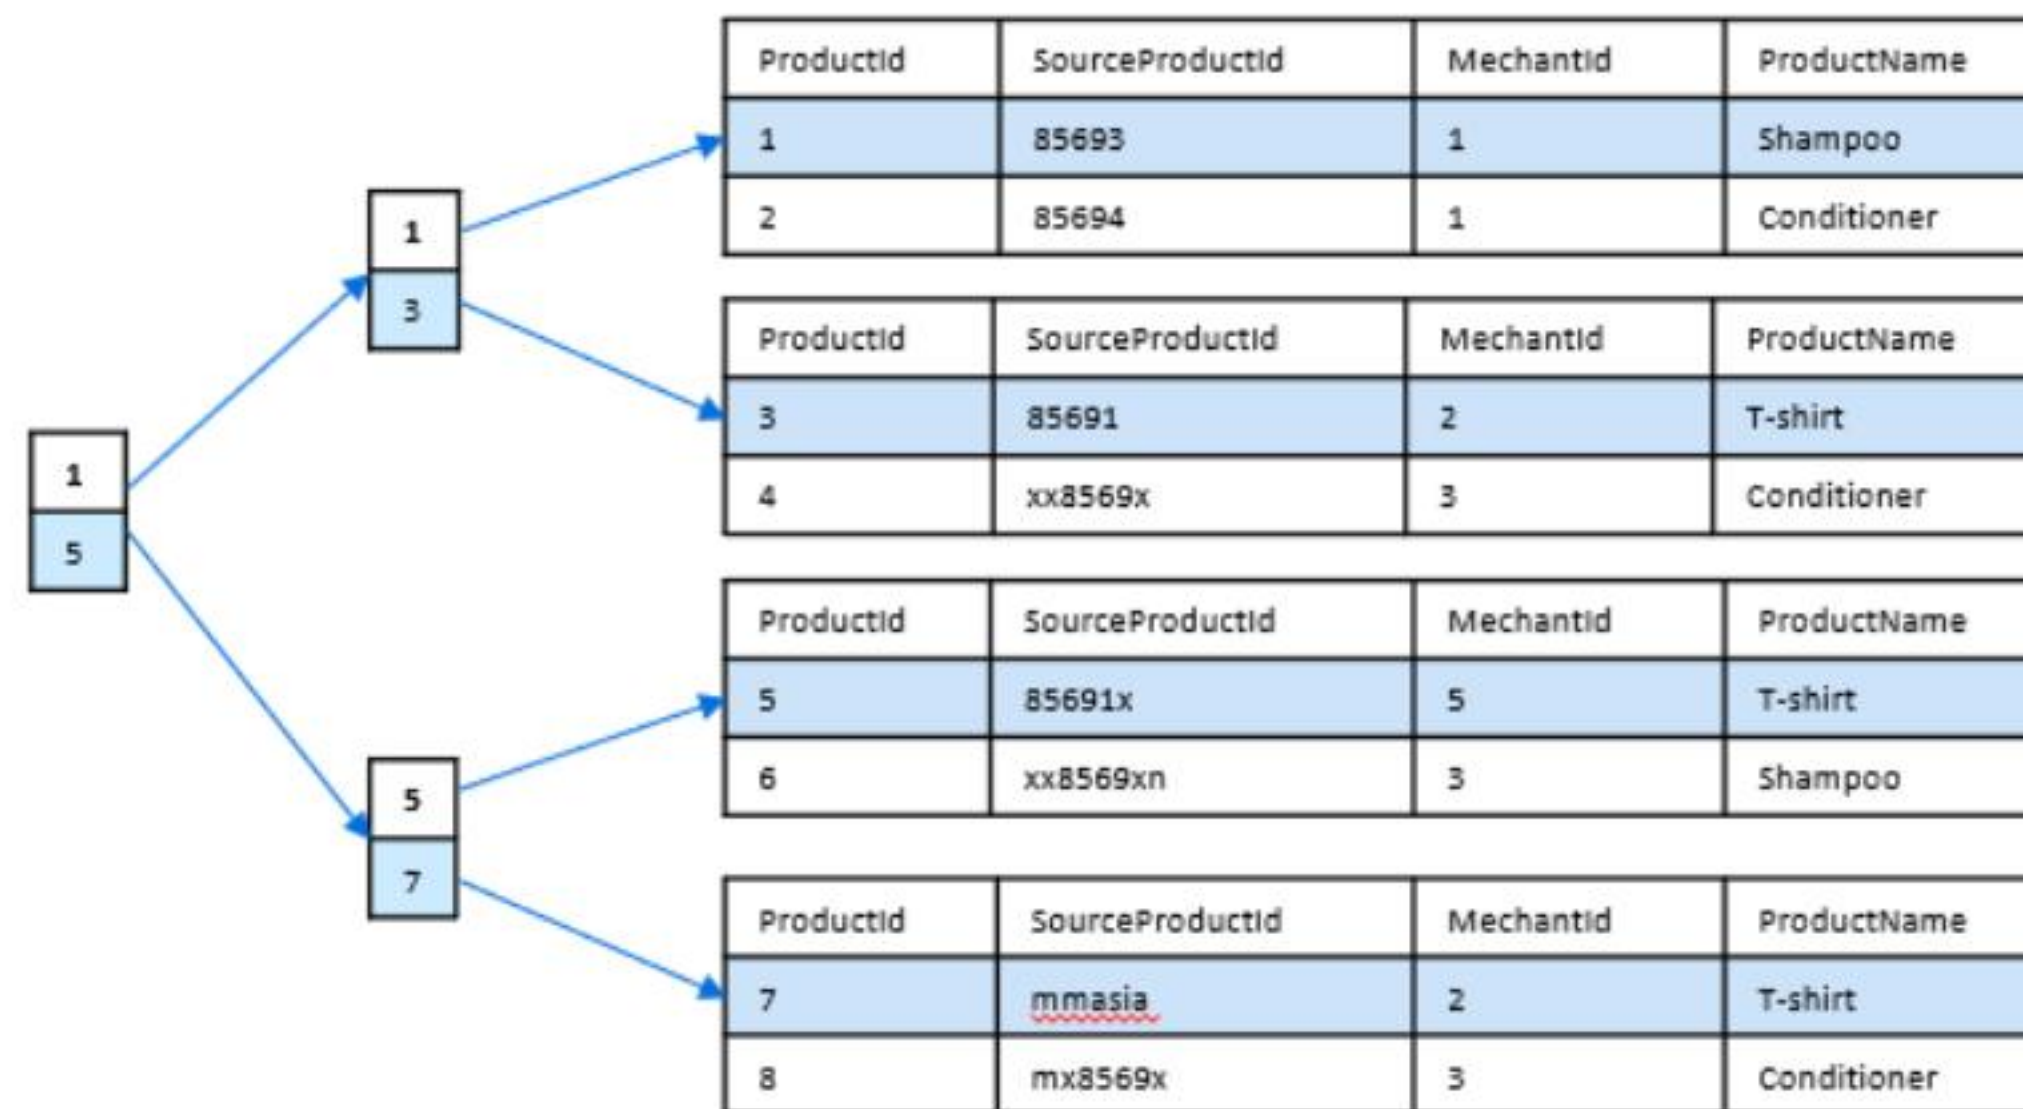 1
5
1
3
5
7
ProductId SourceProductId MechantId ProductName
1 85693 1 Shampoo
2 85694 1 Conditioner
ProductId SourceProductId MechantId ProductName
3 85691 2 T-shirt
4 xx8569x 3 Conditioner
ProductId SourceProductId MechantId ProductName
5 85691x 5 T-shirt
6 xx8569xn 3 Shampoo
ProductId SourceProductId MechantId ProductName
7 mmasia 2 T-shirt
8 mx8569x 3 Conditioner